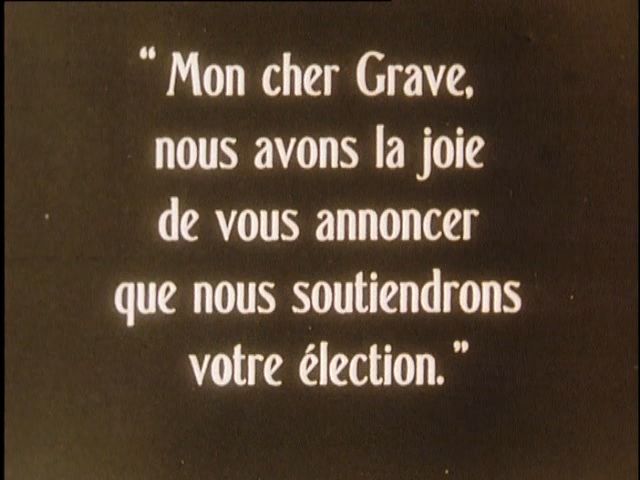 “ Mon cher Grave,
nous avons la joie
de vous annoncer
que nous soutiendrons
votre élection. ”